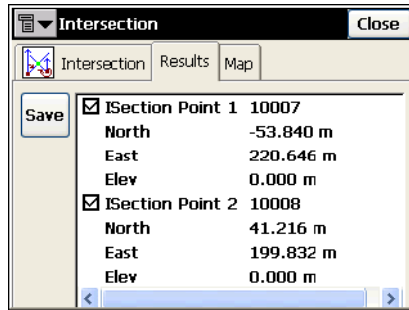 Intersection Close
Intersection Results Map
Save
ISection Point 1 10007
North -53.840 m
East 220.646 m
Elev 0.000 m
ISection Point 2 10008
North 41.216 m
East 199.832 m
Elev 0.000 m